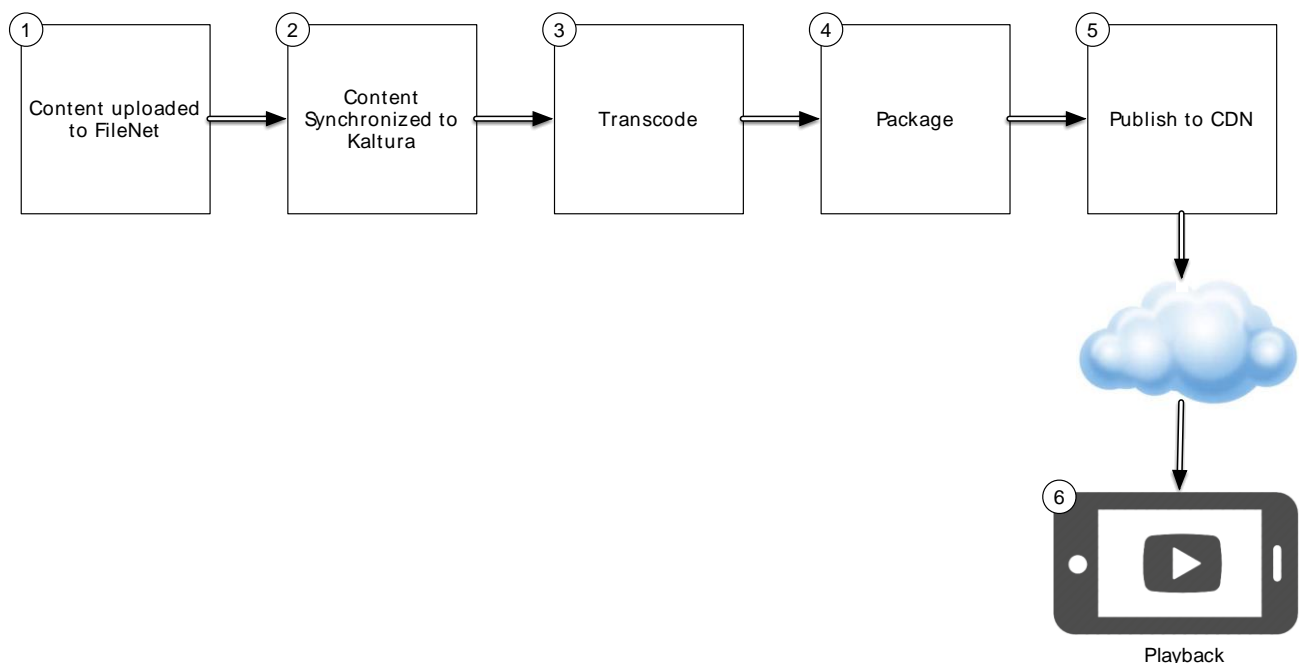 1
Content uploaded
to FileNet
2
Content
Synchronized to
Kaltura
3
Transcode
4
Package
5
Publish to CDN
6
Playback